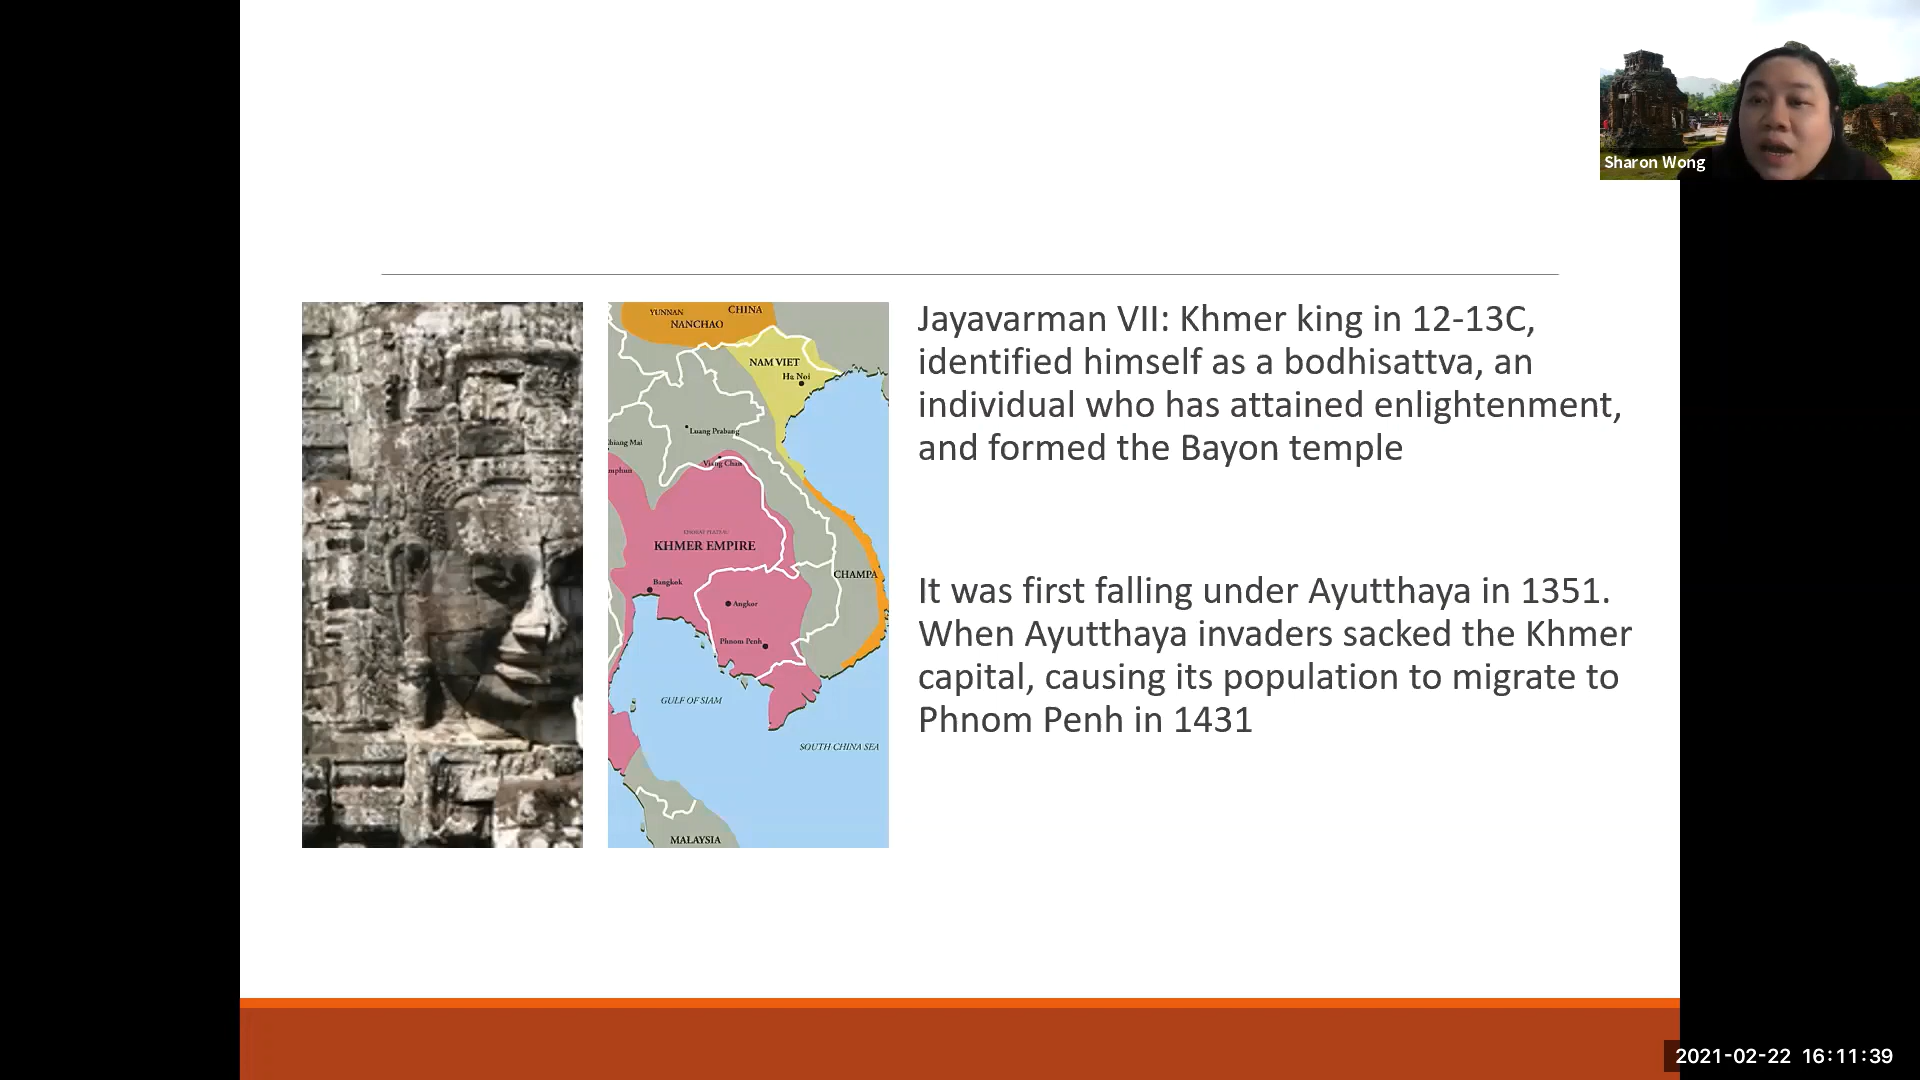 Sharon Wong
Jayavarman VII: Khmer king in 12-13C,
identified himself as a bodhisattva, an
individual who has attained enlightenment,
and formed the Bayon temple
It was first falling under Ayutthaya in 1351.
When Ayutthaya invaders sacked the Khmer
capital, causing its population to migrate to
Phnom Penh in 1431
CHINA
YUNNAN
NANCHAO
NAM VIET
Ha Noi
Luang Prabang
Chiang Mai
KHMER EMPIRE
CHAMPA
Bangkok
Angkor
Phnom Penh
GULF OF SIAM
SOUTH CHINA SEA
MALAYSIA
2021-02-22 16:11:39